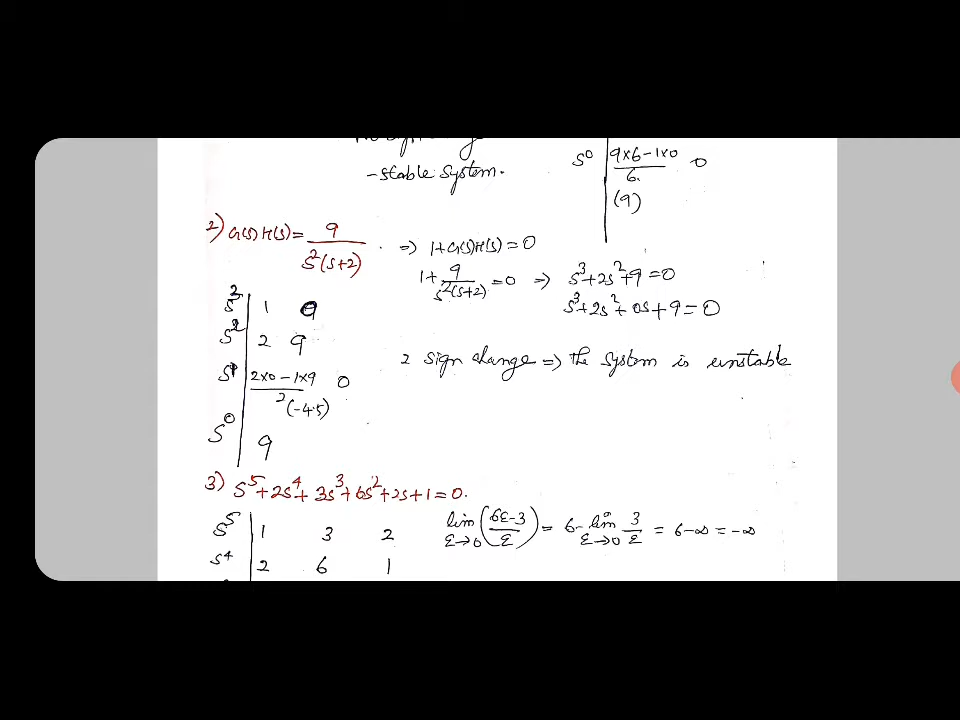 -stable system.
s⁰ | (9×6-1×0)/6 0
(9)
2) G(s)H(s) = 9/(s²(s+2)) . ⇒ 1+G(s)H(s)=0
1+ 9/(s²(s+2)) =0 ⇒ s³+2s²+9=0
s³+2s²+0s+9=0
s³ | 1 0
s² | 2 9
2 sign change ⇒ the system is unstable
s¹ | (2×0-1×9)/2 0
(-4.5)
s⁰ | 9
3) s⁵+2s⁴+3s³+6s²+2s+1=0.
s⁵ | 1 3 2
lim ε→0 ((6ε-3)/ε) = 6- lim ε→0 3/ε = 6-∞ = -∞
s⁴ | 2 6 1